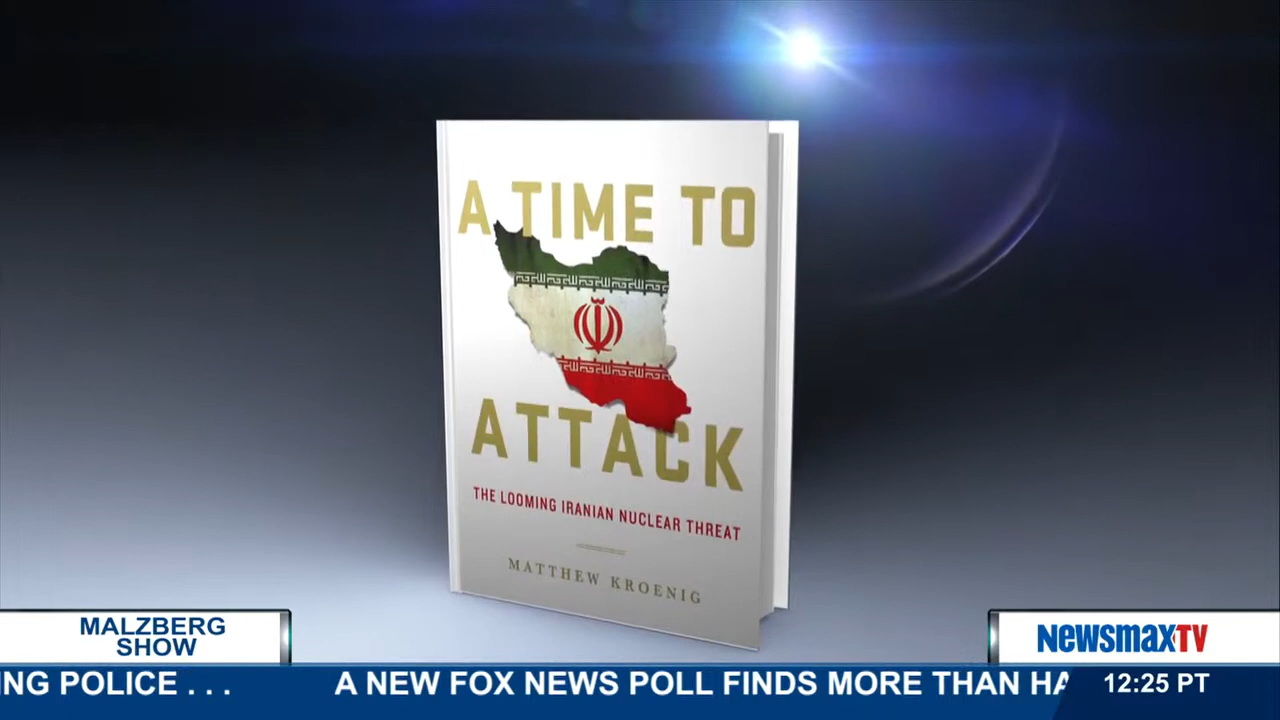 A TIME TO
ATTACK
THE LOOMING IRANIAN NUCLEAR THREAT
MATTHEW KROENIG
MALZBERG
SHOW
NEWSMAXTV
NG POLICE . . . A NEW FOX NEWS POLL FINDS MORE THAN HA
12:25 PT